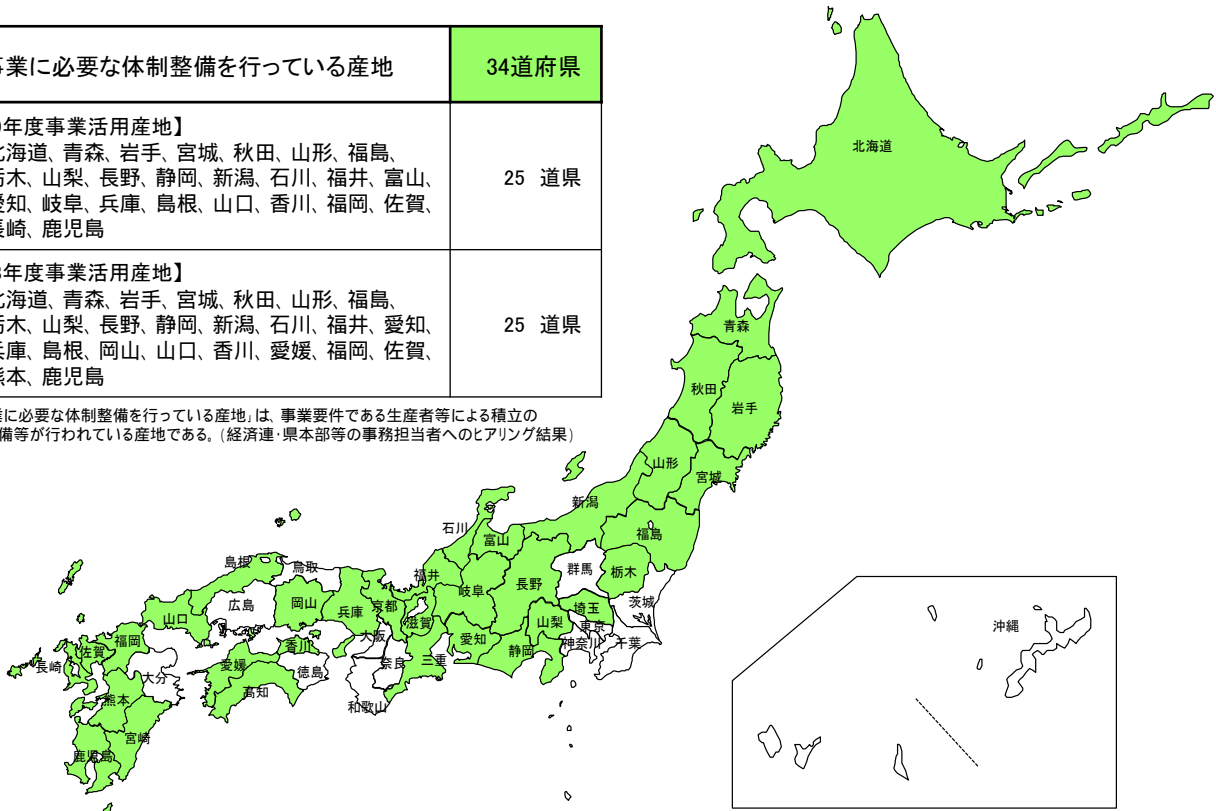 業に必要な体制整備を行っている産地 34道府県
年度事業活用産地】
海道、青森、岩手、宮城、秋田、山形、福島、
木、山梨、長野、静岡、新潟、石川、福井、富山、
知、岐阜、兵庫、島根、山口、香川、福岡、佐賀、
崎、鹿児島
25 道県
年度事業活用産地】
海道、青森、岩手、宮城、秋田、山形、福島、
木、山梨、長野、静岡、新潟、石川、福井、愛知、
庫、島根、岡山、山口、香川、愛媛、福岡、佐賀、
本、鹿児島
25 道県
に必要な体制整備を行っている産地」は、事業要件である生産者等による積立の
備等が行われている産地である。(経済連・県本部等の事務担当者へのヒアリング結果)
北海道
青森
秋田
岩手
山形
宮城
新潟
福島
石川
富山
群馬
栃木
茨城
島根
鳥取
福井
岐阜
長野
埼玉
広島
岡山
兵庫
京都
滋賀
山梨
東京
山口
大阪
愛知
静岡
神奈川
千葉
沖縄
福岡
佐賀
香川
長崎
大分
愛媛
徳島
奈良
三重
高知
和歌山
熊本
宮崎
鹿児島